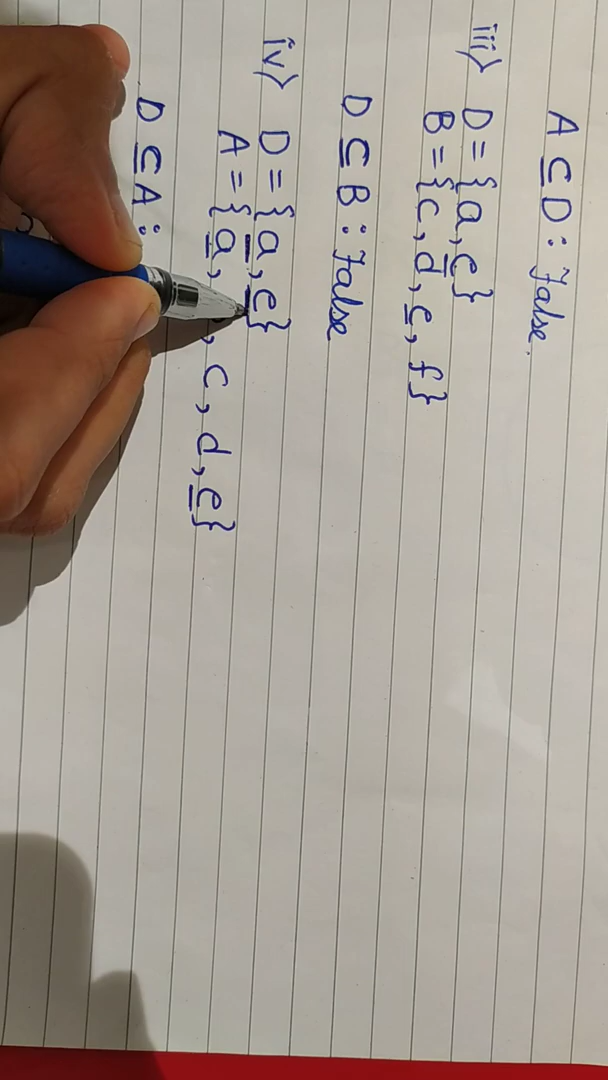 A ⊆ D : False.
iii) D = {a, e}
B = {c, d, e, f}
D ⊆ B : False
iv) D = {a, e}
A = {a, , c, d, e}
D ⊆ A :